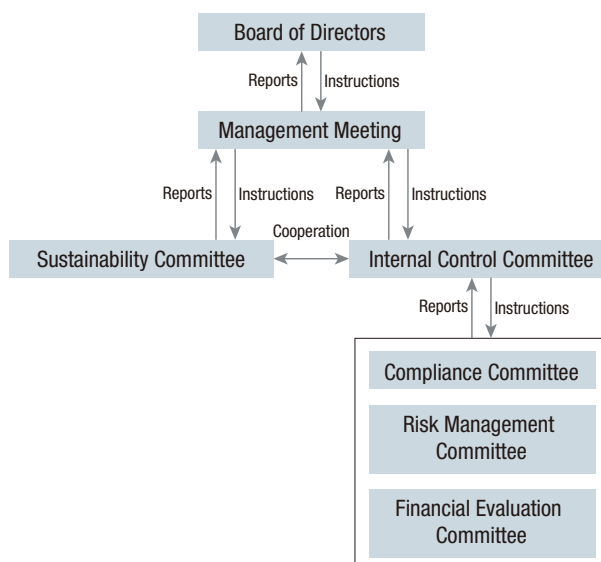 Board of Directors
Reports Instructions
Management Meeting
Reports Instructions Reports Instructions
Cooperation
Sustainability Committee Internal Control Committee
Reports Instructions
Compliance Committee
Risk Management
Committee
Financial Evaluation
Committee